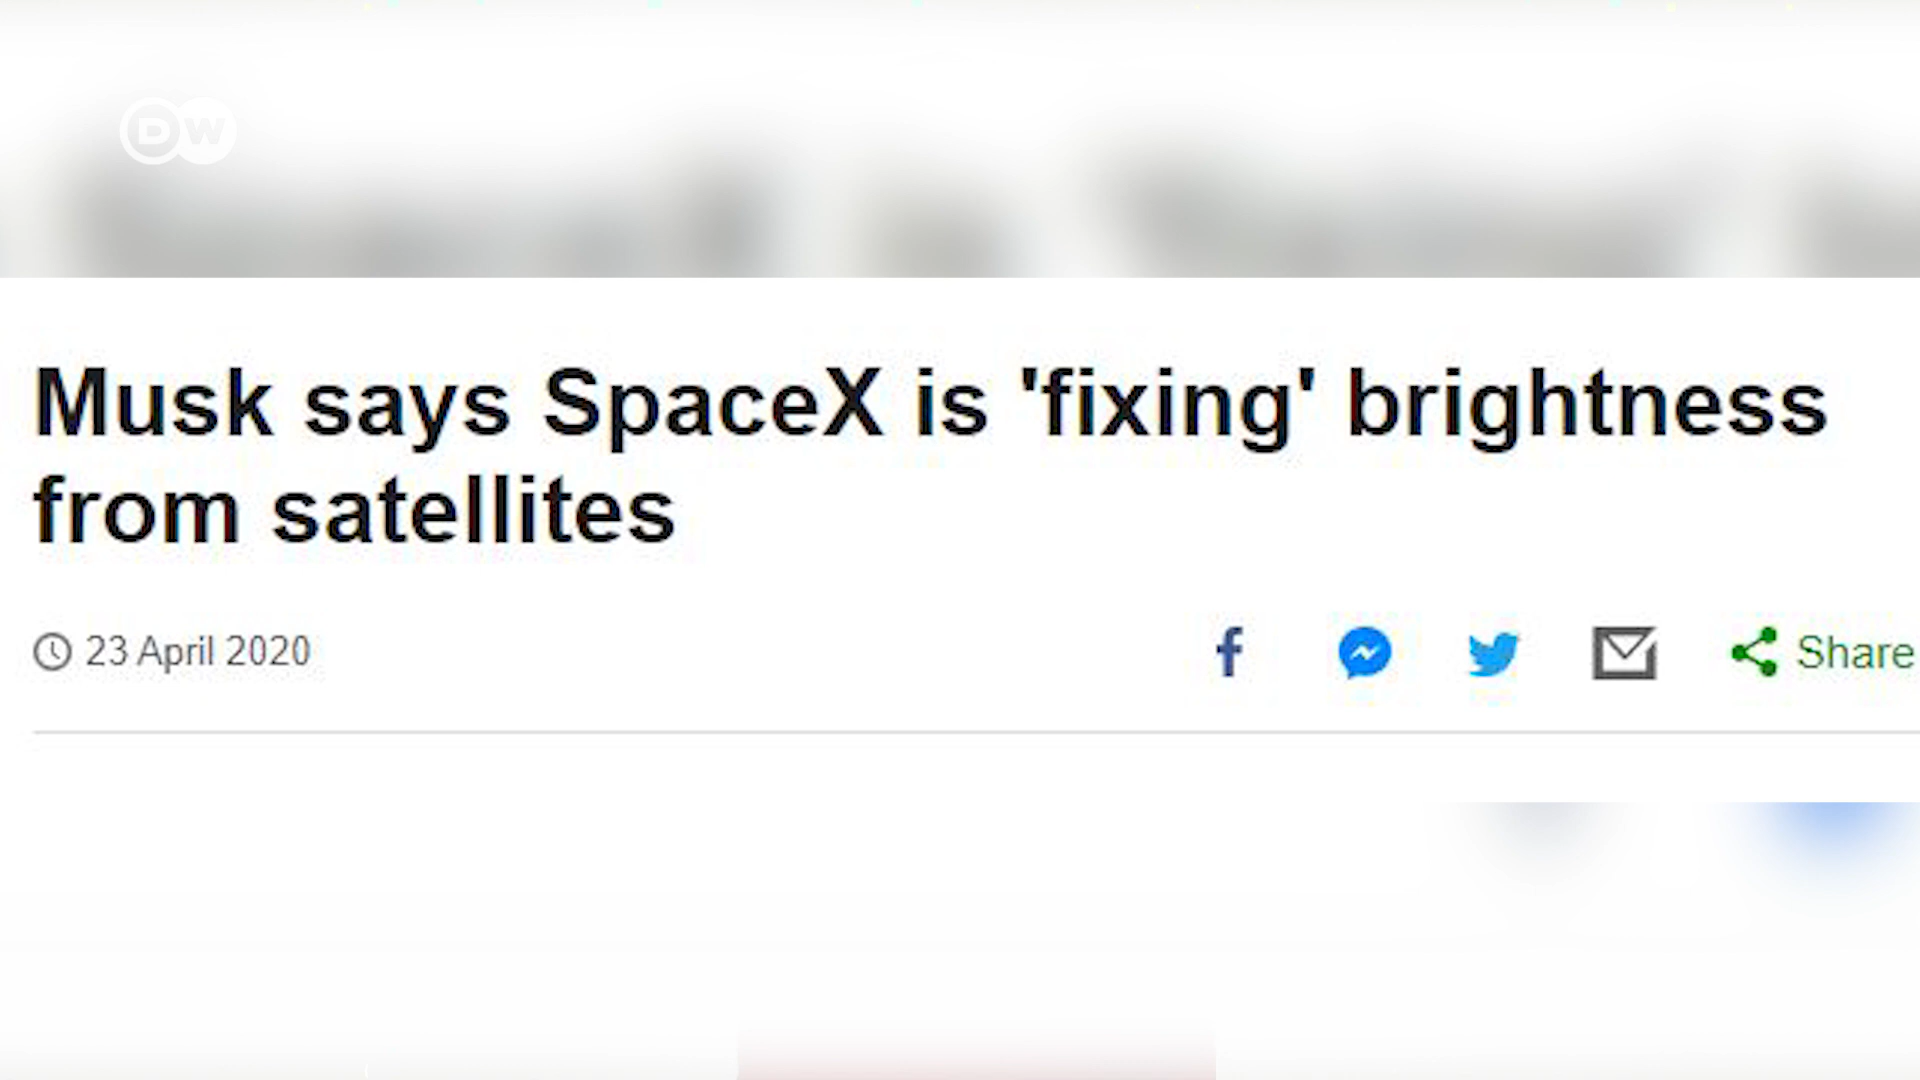 DW
Musk says SpaceX is 'fixing' brightness
from satellites
23 April 2020
Share